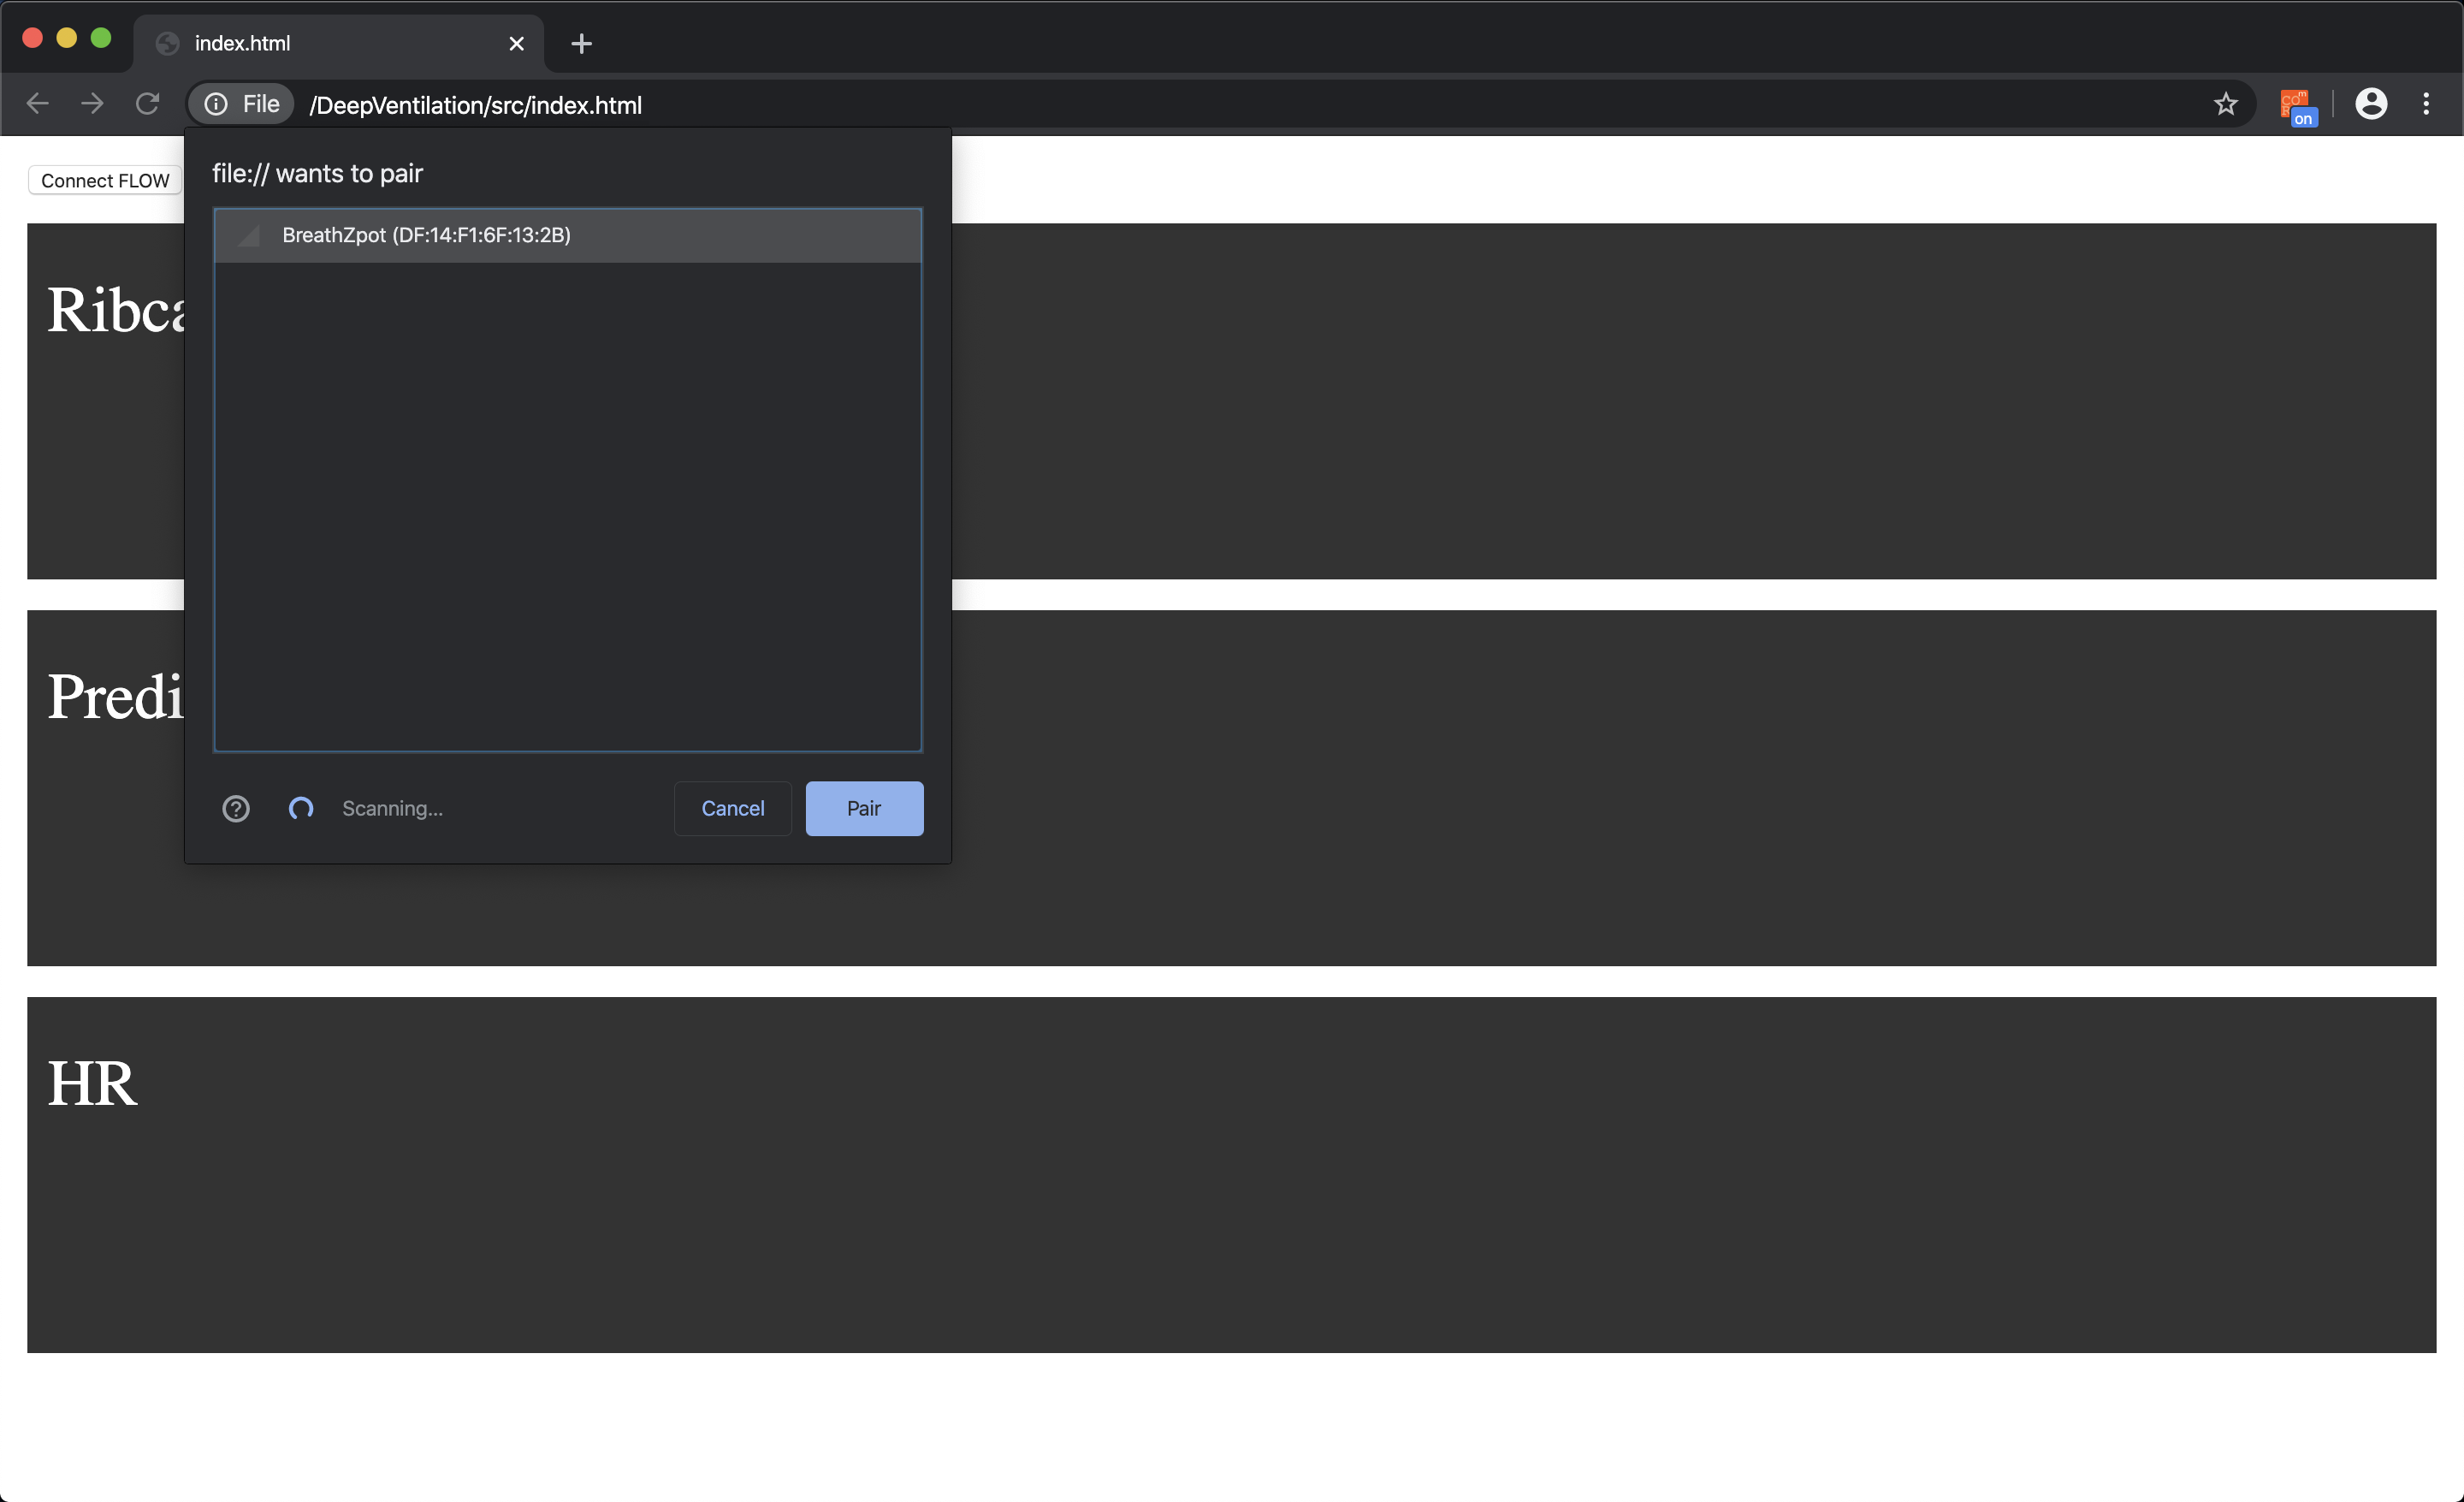 index.html
File /DeepVentilation/src/index.html
on
Connect FLOW
file:// wants to pair
BreathZpot (DF:14:F1:6F:13:2B)
Ribca
Predi
Scanning...
Cancel
Pair
HR